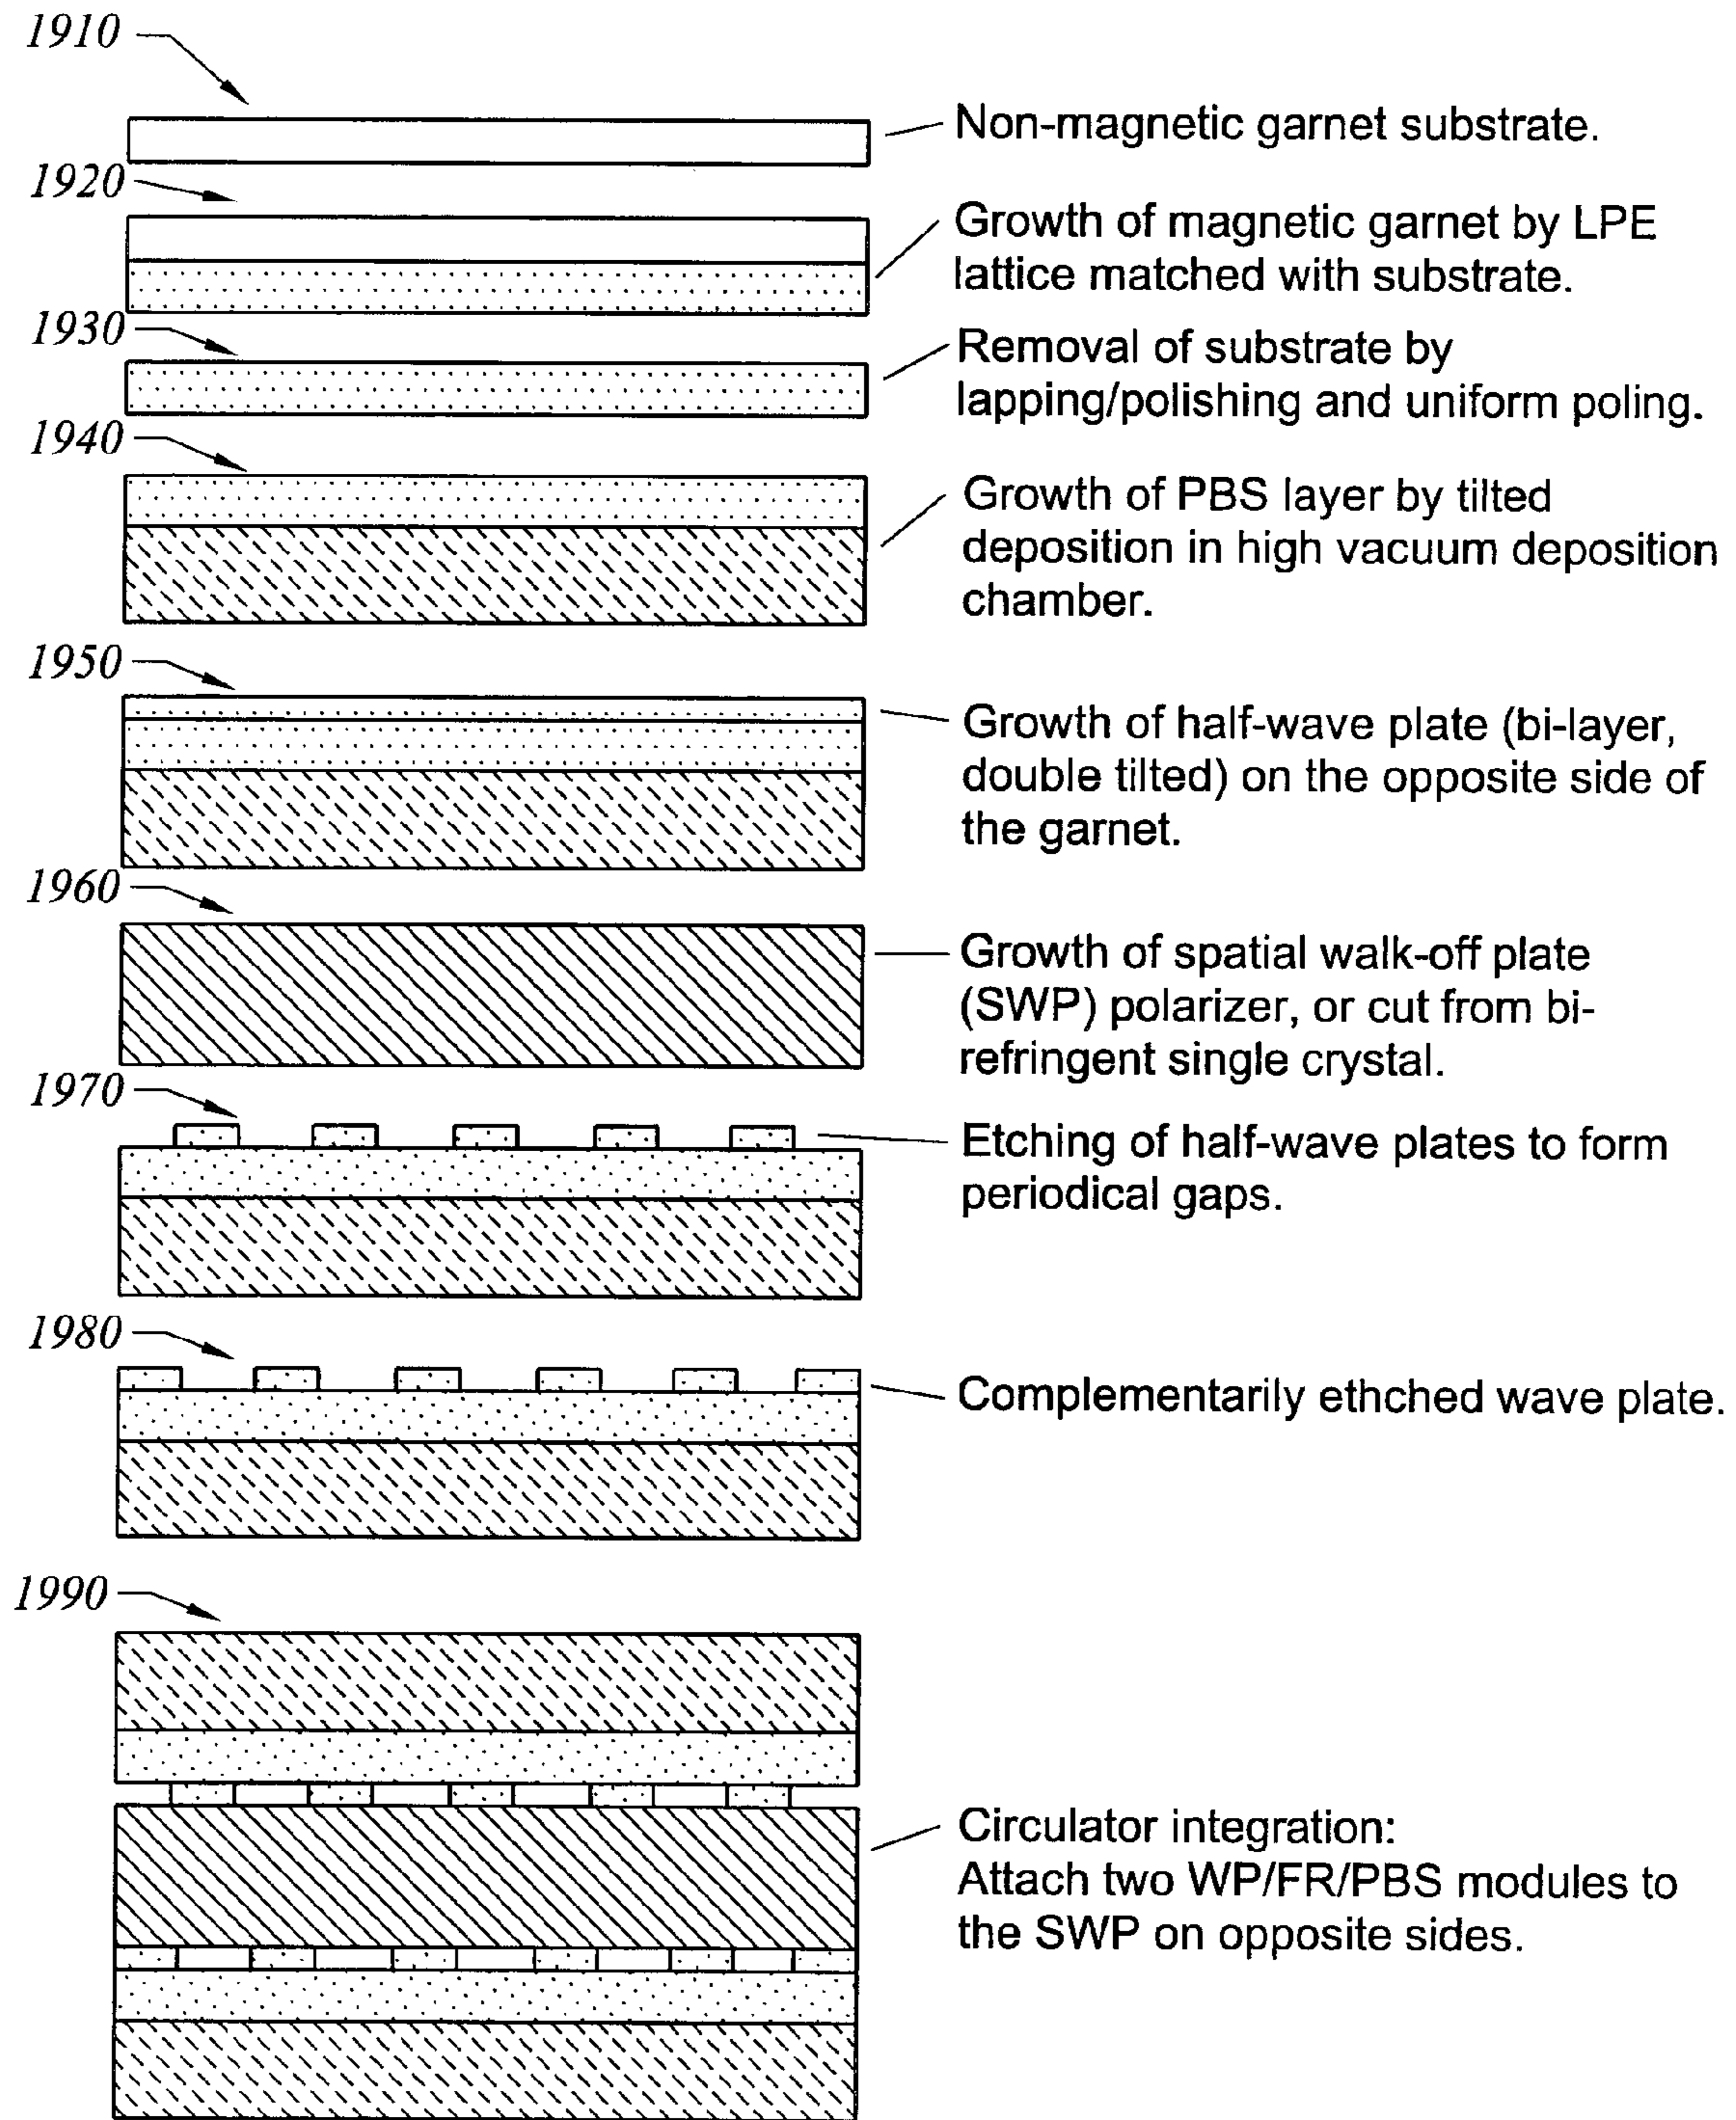 1910
Non-magnetic garnet substrate.
1920
Growth of magnetic garnet by LPE
lattice matched with substrate.
1930
Removal of substrate by
lapping/polishing and uniform poling.
1940
Growth of PBS layer by tilted
deposition in high vacuum deposition
chamber.
1950
Growth of half-wave plate (bi-layer,
double tilted) on the opposite side of
the garnet.
1960
Growth of spatial walk-off plate
(SWP) polarizer, or cut from bi-
refringent single crystal.
1970
Etching of half-wave plates to form
periodical gaps.
1980
Complementarily ethched wave plate.
1990
Circulator integration:
Attach two WP/FR/PBS modules to
the SWP on opposite sides.